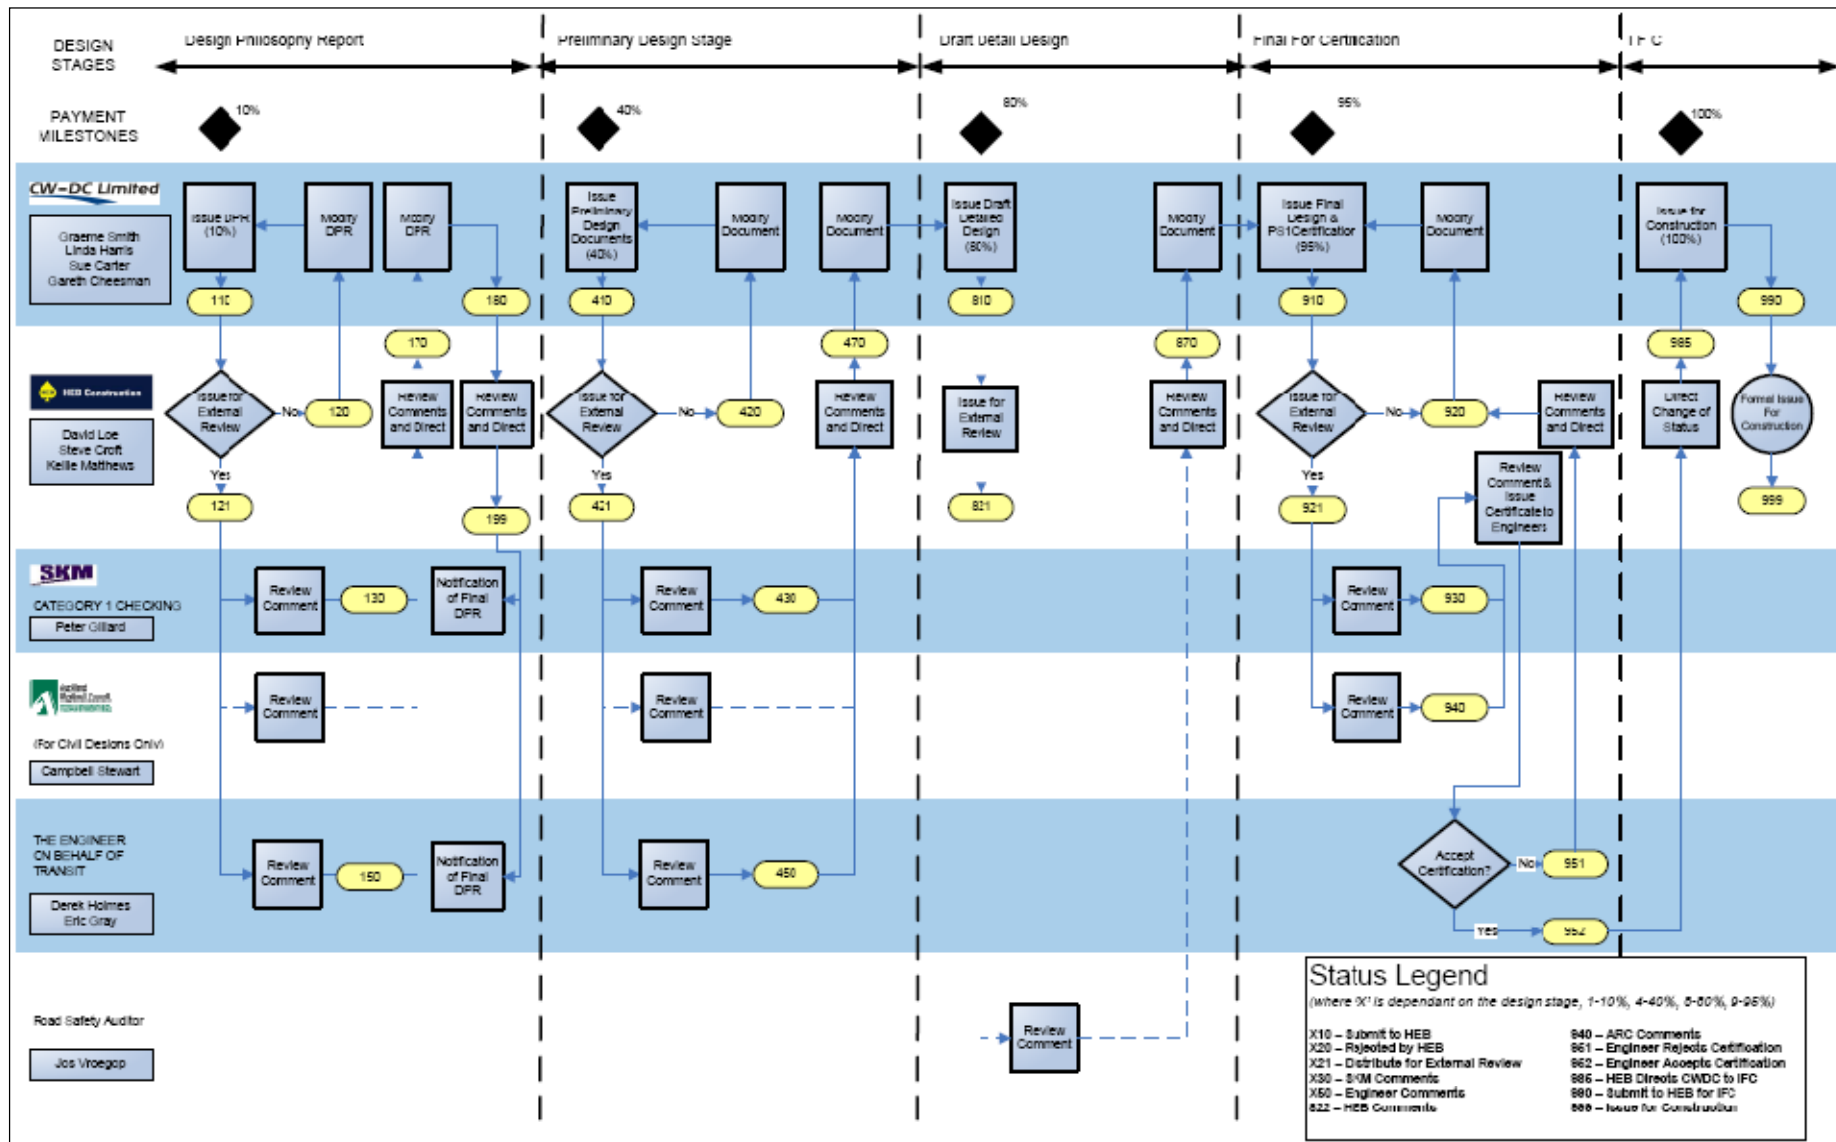 DESIGN
STAGES
Design Philosophy Report
Preliminary Design Stage
Draft Detail Design
Final For Certification
I F C
PAYMENT
MILESTONES
10%
40%
80%
95%
100%
CW-DC Limited
Graeme Smith
Linda Harris
Sue Carter
Gareth Cheesman
Issue DPR
(10%)
Modify
DPR
Modify
DPR
Issue
Preliminary
Design
Documents
(40%)
Modify
Document
Modify
Document
Issue Draft
Detailed
Design
(80%)
Modify
Document
Issue Final
Design &
PS1Certification
(95%)
Modify
Document
Issue for
Construction
(100%)
110
180
410
810
910
990
170
470
870
985
HEB Construction
David Loe
Steve Croft
Kellie Matthews
Issue for
External
Review
No
120
Review
Comments
and Direct
Review
Comments
and Direct
Issue for
External
Review
No
420
Review
Comments
and Direct
Issue for
External
Review
Review
Comments
and Direct
Issue for
External
Review
No
920
Review
Comments
and Direct
Direct
Change of
Status
Formal Issue
For
Construction
Yes
Yes
Yes
121
199
421
821
921
Review
Comment &
Issue
Certificate to
Engineers
999
SKM
CATEGORY 1 CHECKING
Peter Gillard
Review
Comment
130
Notification
of Final
DPR
Review
Comment
430
Review
Comment
930
(For Civil Designs Only)
Campbell Stewart
Review
Comment
Review
Comment
Review
Comment
940
THE ENGINEER
ON BEHALF OF
TRANSIT
Derek Holmes
Eric Gray
Review
Comment
150
Notification
of Final
DPR
Review
Comment
450
Accept
Certification?
No
951
Yes
952
Road Safety Auditor
Jos Vroegop
Review
Comment
Status Legend
(where 'X' is dependant on the design stage, 1-10%, 4-40%, 8-80%, 9-95%)
X10 – Submit to HEB
X20 – Rejected by HEB
X21 – Distribute for External Review
X30 – SKM Comments
X50 – Engineer Comments
822 – HEB Comments
940 – ARC Comments
951 – Engineer Rejects Certification
952 – Engineer Accepts Certification
985 – HEB Directs CWDC to IFC
990 – Submit to HEB for IFC
999 – Issue for Construction